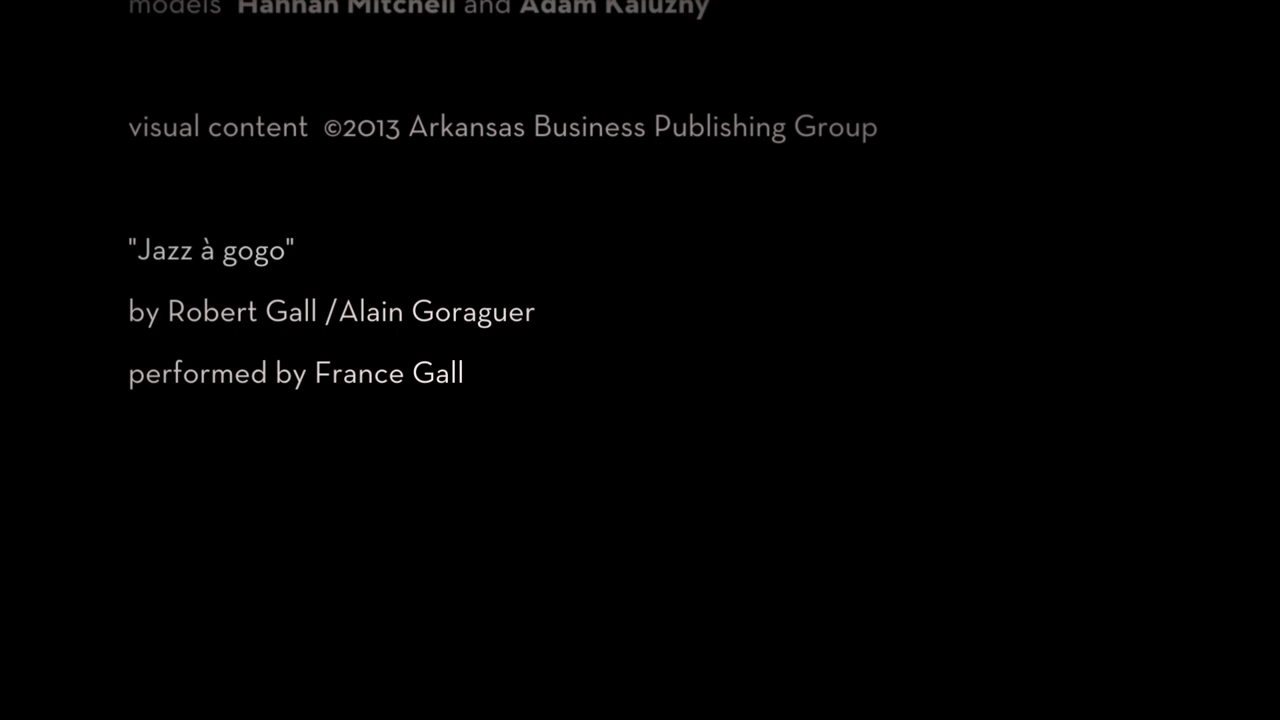 models Hannah Mitchell and Adam Kaluzny
visual content ©2013 Arkansas Business Publishing Group
"Jazz à gogo"
by Robert Gall /Alain Goraguer
performed by France Gall